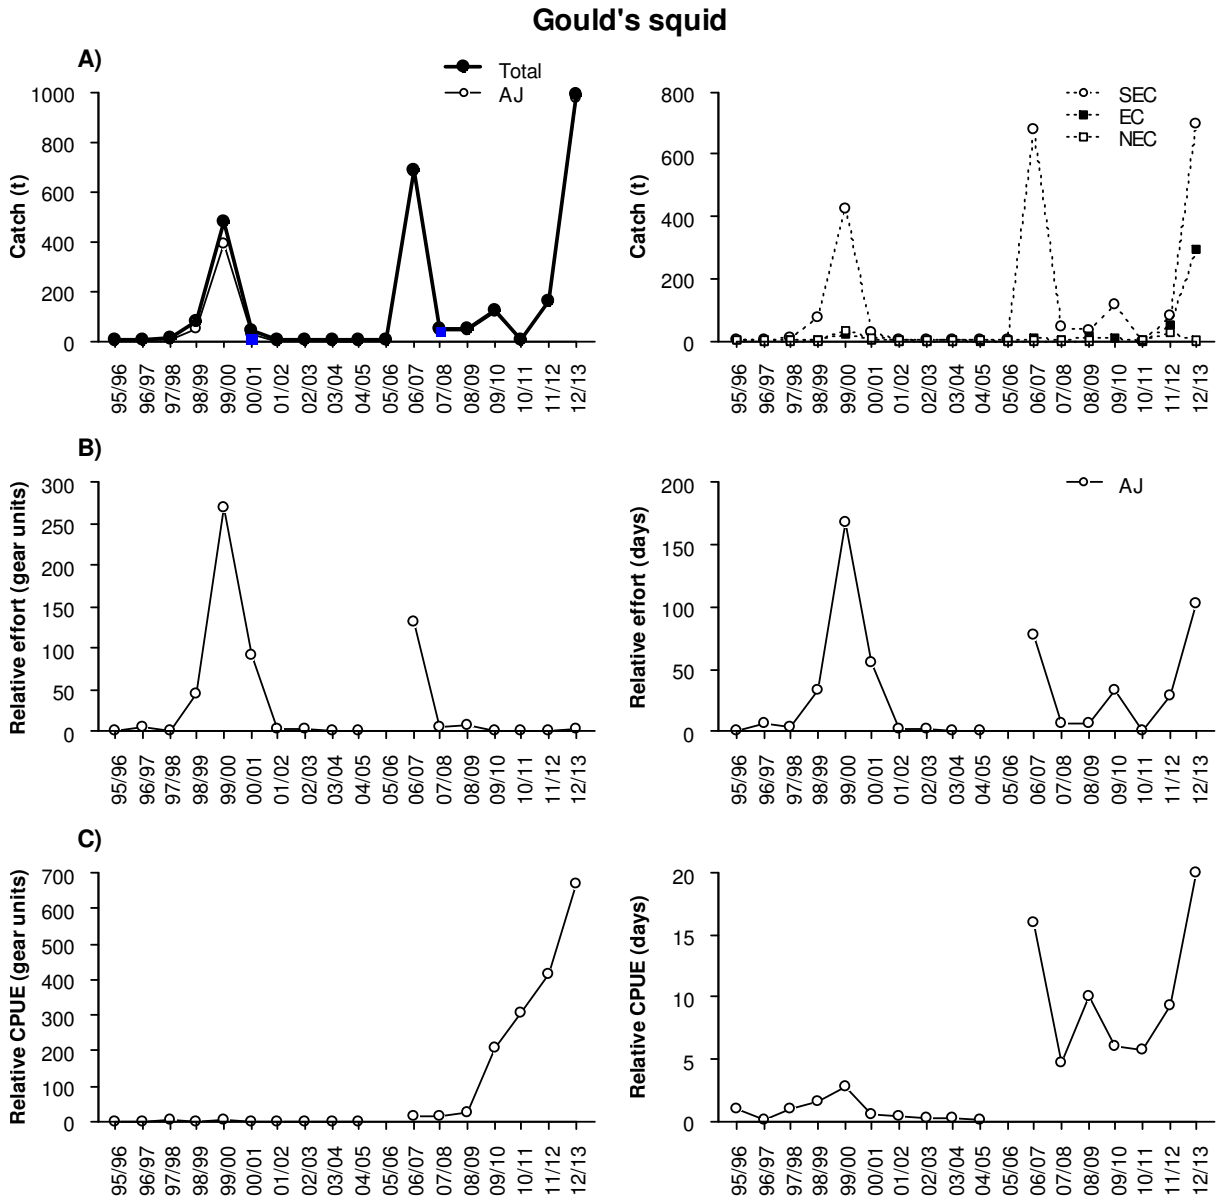 Gould's squid
A)
Total
AJ
Catch (t)
1000
800
600
400
200
0
95/96 96/97 97/98 98/99 99/00 00/01 01/02 02/03 03/04 04/05 05/06 06/07 07/08 08/09 09/10 10/11 11/12 12/13
SEC
EC
NEC
Catch (t)
800
600
400
200
0
95/96 96/97 97/98 98/99 99/00 00/01 01/02 02/03 03/04 04/05 05/06 06/07 07/08 08/09 09/10 10/11 11/12 12/13
B)
Relative effort (gear units)
300
250
200
150
100
50
0
95/96 96/97 97/98 98/99 99/00 00/01 01/02 02/03 03/04 04/05 05/06 06/07 07/08 08/09 09/10 10/11 11/12 12/13
AJ
Relative effort (days)
200
150
100
50
0
95/96 96/97 97/98 98/99 99/00 00/01 01/02 02/03 03/04 04/05 05/06 06/07 07/08 08/09 09/10 10/11 11/12 12/13
C)
Relative CPUE (gear units)
700
600
500
400
300
200
100
0
95/96 96/97 97/98 98/99 99/00 00/01 01/02 02/03 03/04 04/05 05/06 06/07 07/08 08/09 09/10 10/11 11/12 12/13
Relative CPUE (days)
20
15
10
5
0
95/96 96/97 97/98 98/99 99/00 00/01 01/02 02/03 03/04 04/05 05/06 06/07 07/08 08/09 09/10 10/11 11/12 12/13